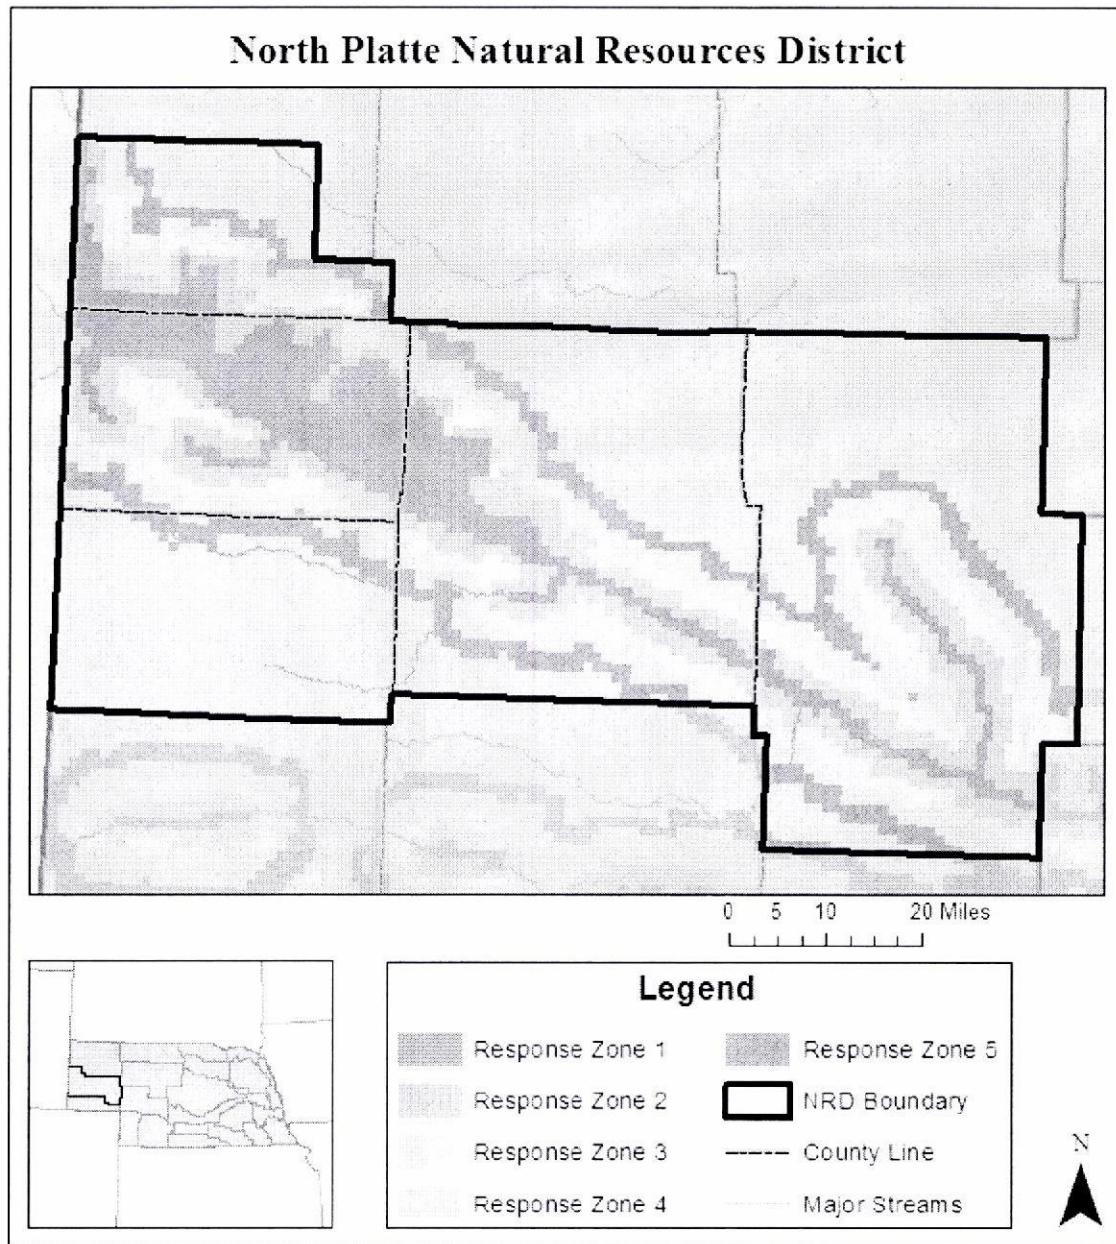 North Platte Natural Resources District
0 5 10 20 Miles
Legend
Response Zone 1
Response Zone 2
Response Zone 3
Response Zone 4
Response Zone 5
NRD Boundary
County Line
Major Streams
N